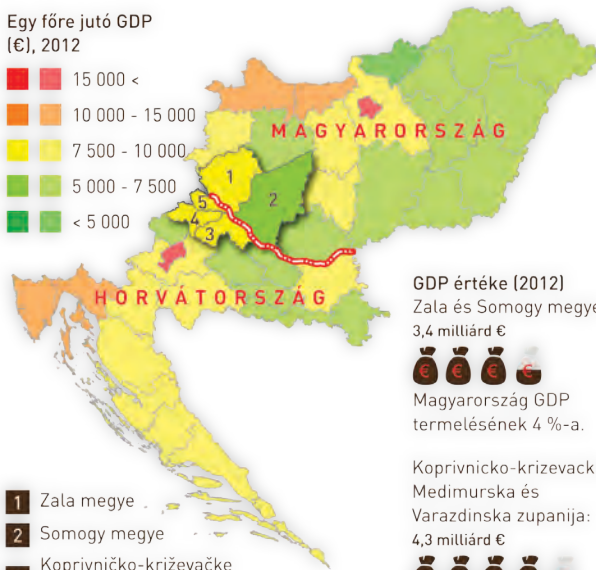 Egy főre jutó GDP
(€), 2012
15 000 <
10 000 - 15 000
7 500 - 10 000
5 000 - 7 500
< 5 000
MAGYARORSZÁG
1
2
5
4
3
HORVÁTORSZÁG
GDP értéke (2012)
Zala és Somogy megye
3,4 milliárd €
€ € € €
Magyarország GDP
termelésének 4 %-a.
Koprivnicko-krizevack
Medimurska és
Varazdinska zupanija:
4,3 milliárd €
1 Zala megye
2 Somogy megye
Koprivničko-križevačke